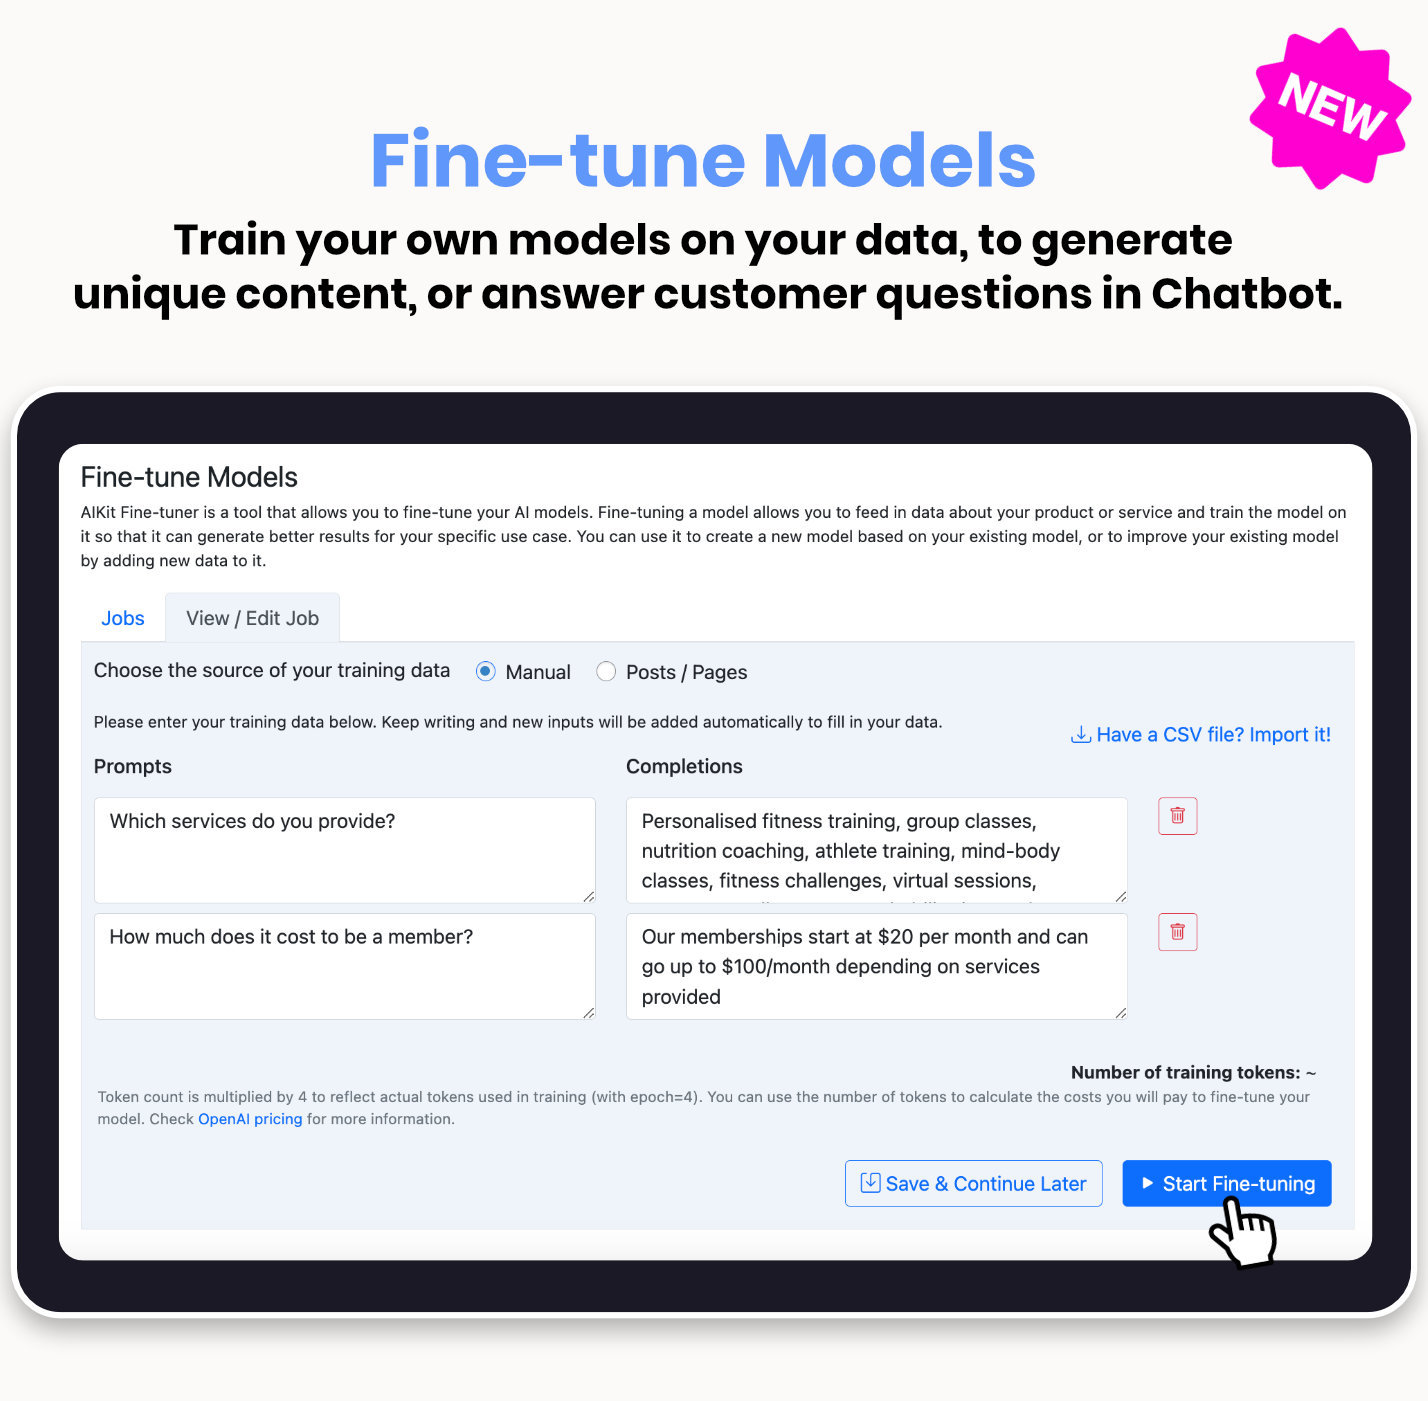 NEW
Fine-tune Models
Train your own models on your data, to generate
unique content, or answer customer questions in Chatbot.
Fine-tune Models
AIKit Fine-tuner is a tool that allows you to fine-tune your AI models. Fine-tuning a model allows you to feed in data about your product or service and train the model on
it so that it can generate better results for your specific use case. You can use it to create a new model based on your existing model, or to improve your existing model
by adding new data to it.
Jobs
View / Edit Job
Choose the source of your training data
Manual
Posts / Pages
Please enter your training data below. Keep writing and new inputs will be added automatically to fill in your data.
Have a CSV file? Import it!
Prompts
Completions
Which services do you provide?
Personalised fitness training, group classes,
nutrition coaching, athlete training, mind-body
classes, fitness challenges, virtual sessions,
How much does it cost to be a member?
Our memberships start at $20 per month and can
go up to $100/month depending on services
provided
Number of training tokens: ~
Token count is multiplied by 4 to reflect actual tokens used in training (with epoch=4). You can use the number of tokens to calculate the costs you will pay to fine-tune your
model. Check OpenAI pricing for more information.
Save & Continue Later
Start Fine-tuning